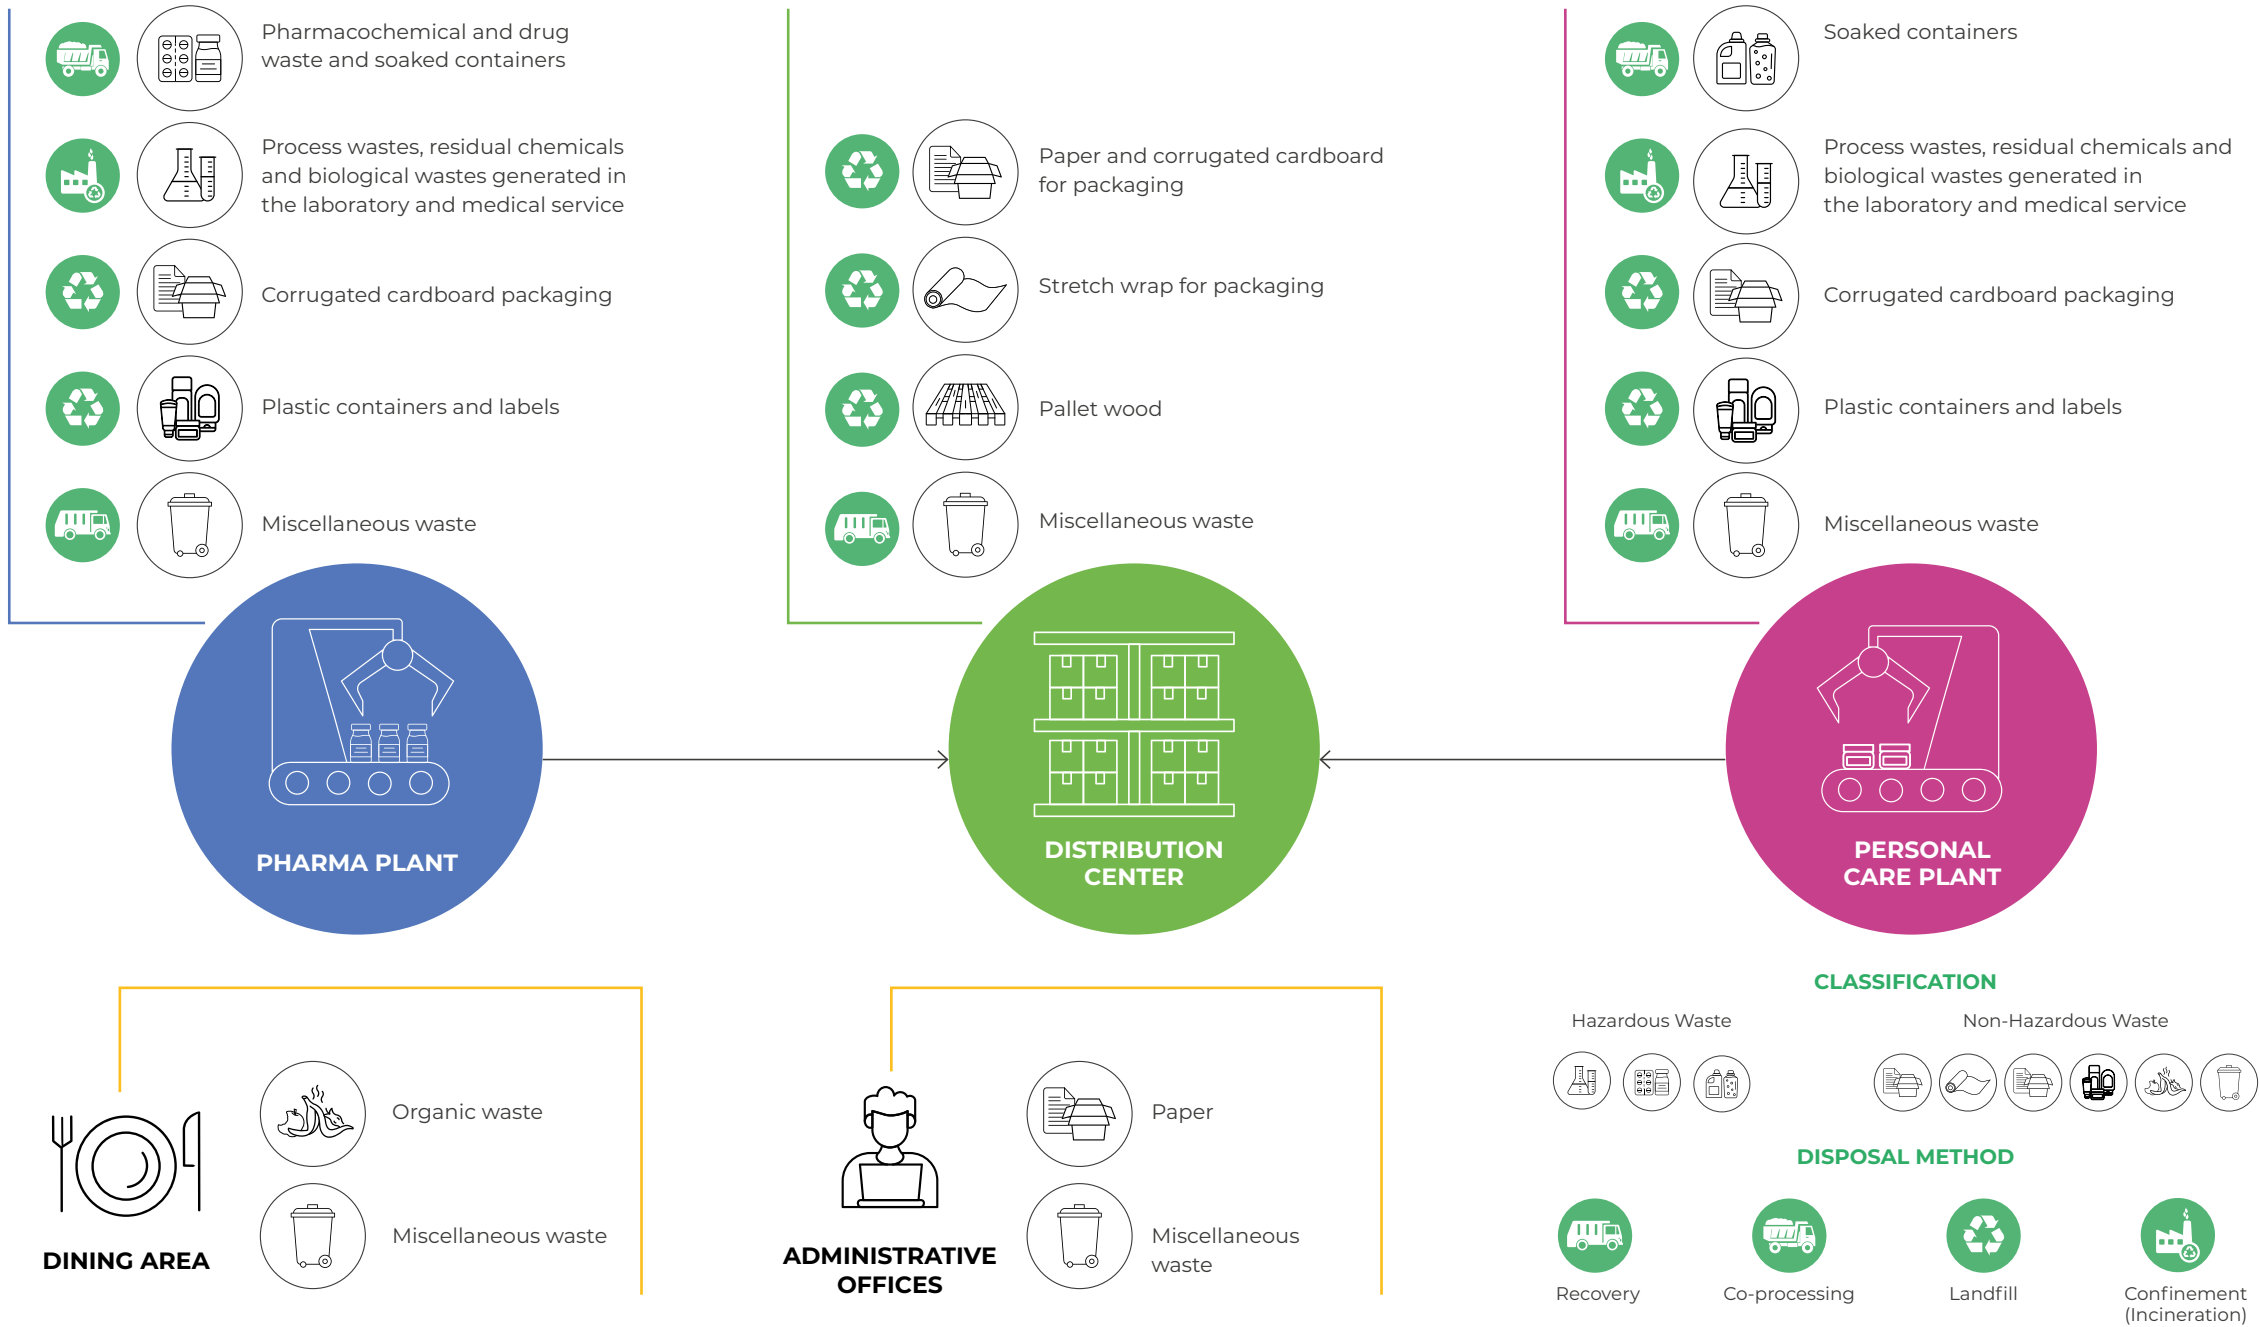 Pharmacochemical and drug
waste and soaked containers
Process wastes, residual chemicals
and biological wastes generated in
the laboratory and medical service
Corrugated cardboard packaging
Plastic containers and labels
Miscellaneous waste
PHARMA PLANT
Paper and corrugated cardboard
for packaging
Stretch wrap for packaging
Pallet wood
Miscellaneous waste
DISTRIBUTION
CENTER
Soaked containers
Process wastes, residual chemicals and
biological wastes generated in
the laboratory and medical service
Corrugated cardboard packaging
Plastic containers and labels
Miscellaneous waste
PERSONAL
CARE PLANT
Organic waste
Miscellaneous waste
DINING AREA
Paper
Miscellaneous
waste
ADMINISTRATIVE
OFFICES
CLASSIFICATION
Hazardous Waste
Non-Hazardous Waste
DISPOSAL METHOD
Recovery
Co-processing
Landfill
Confinement
(Incineration)